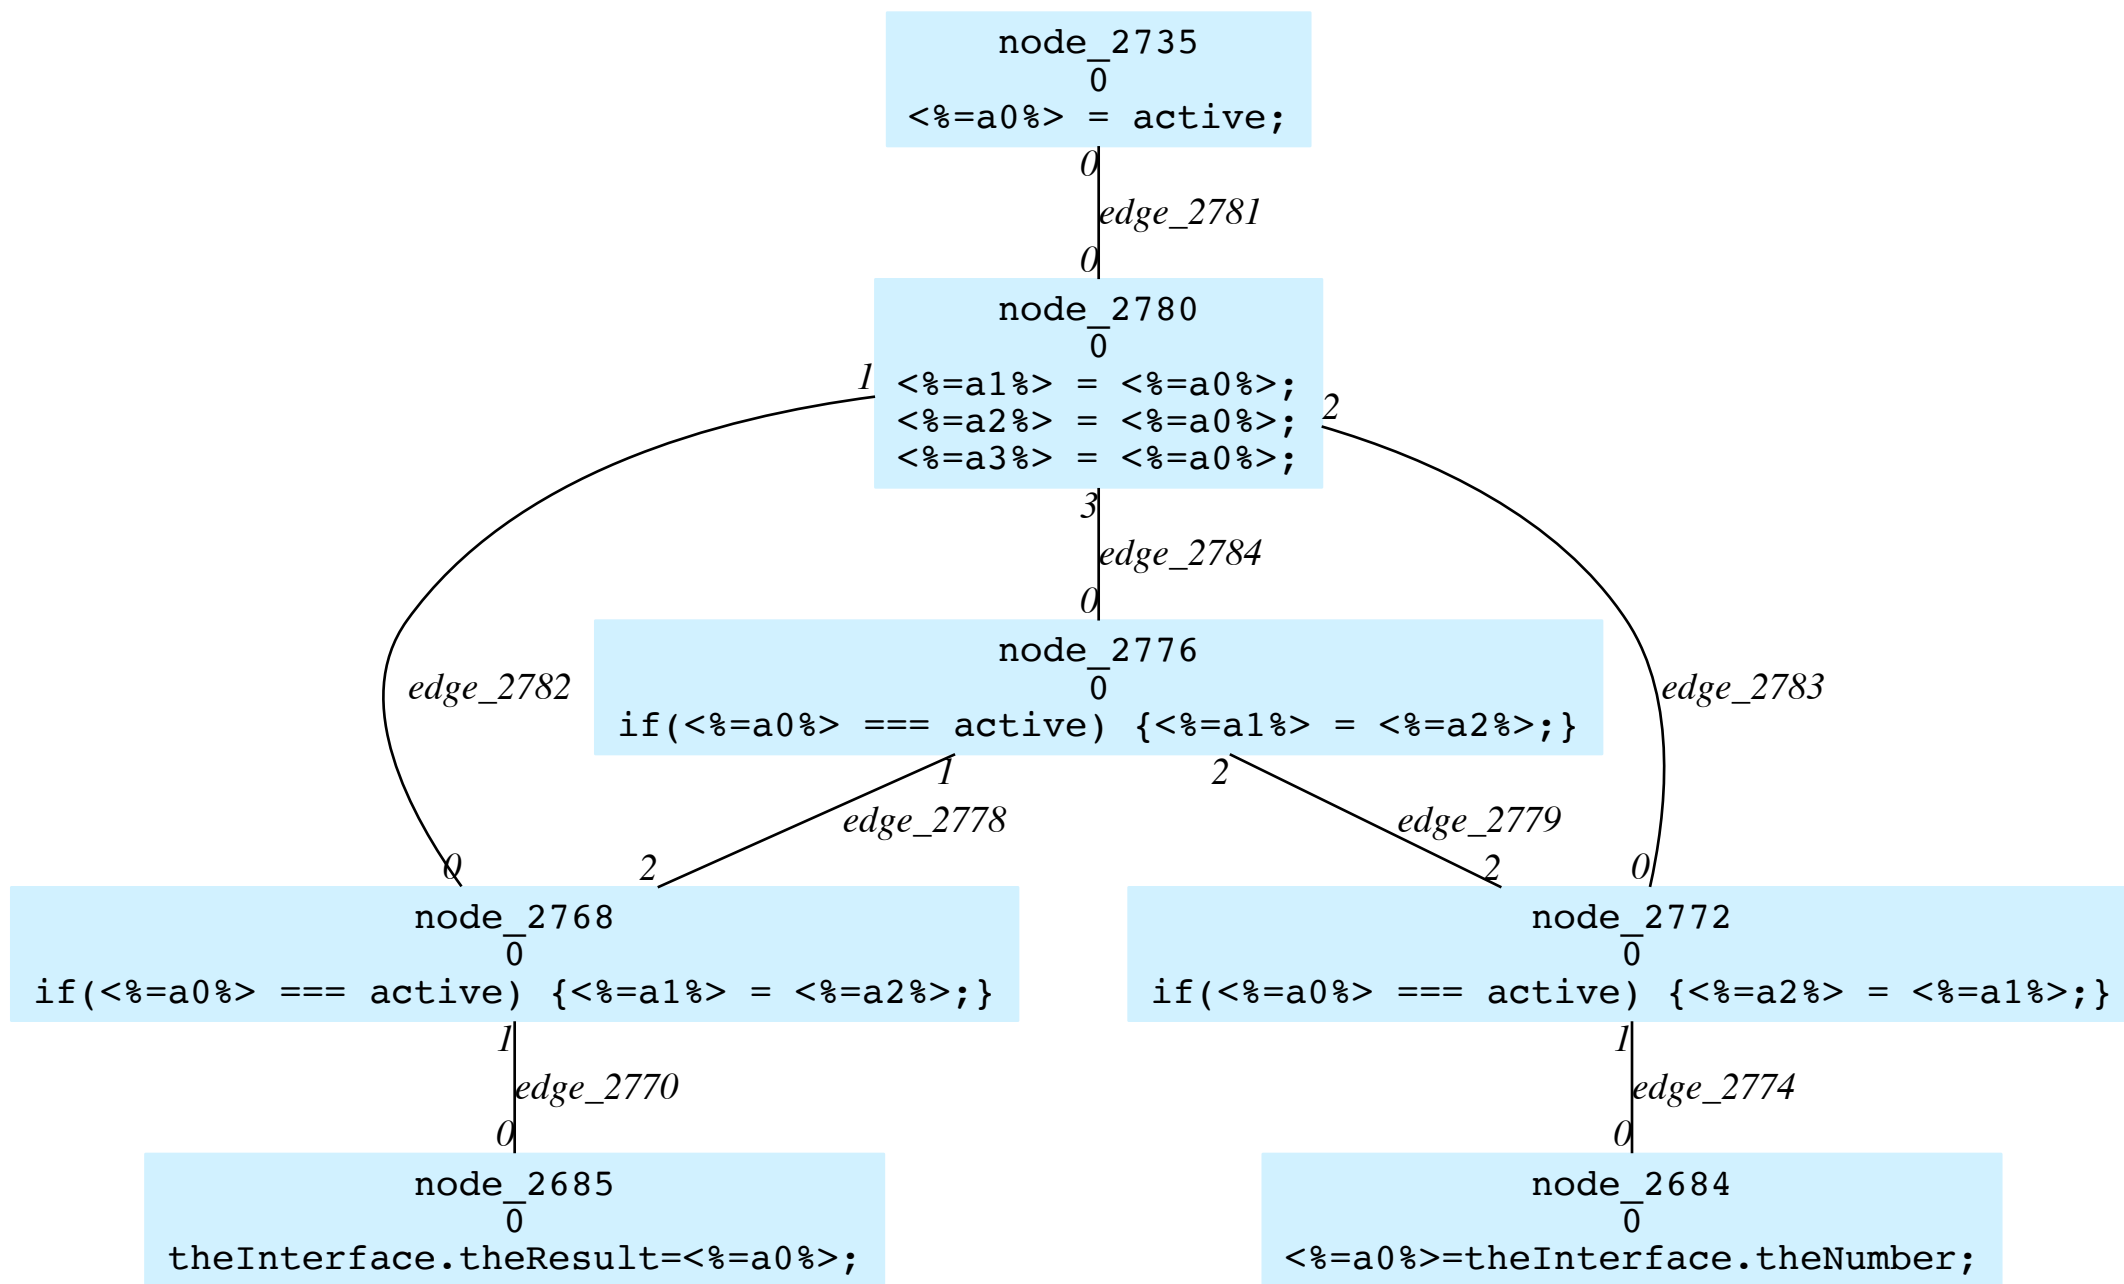 node_2735
0
<%=a0%> = active;
0
edge_2781
0
node_2780
0
<%=a1%> = <%=a0%>;
<%=a2%> = <%=a0%>;
<%=a3%> = <%=a0%>;
1
2
3
edge_2784
0
node_2776
0
if(<%=a0%> === active) {<%=a1%> = <%=a2%>;}
edge_2782
edge_2783
1
2
edge_2778
edge_2779
0
2
2
0
node_2768
0
if(<%=a0%> === active) {<%=a1%> = <%=a2%>;}
node_2772
0
if(<%=a0%> === active) {<%=a2%> = <%=a1%>;}
1
edge_2770
0
1
edge_2774
0
node_2685
0
theInterface.theResult=<%=a0%>;
node_2684
0
<%=a0%>=theInterface.theNumber;